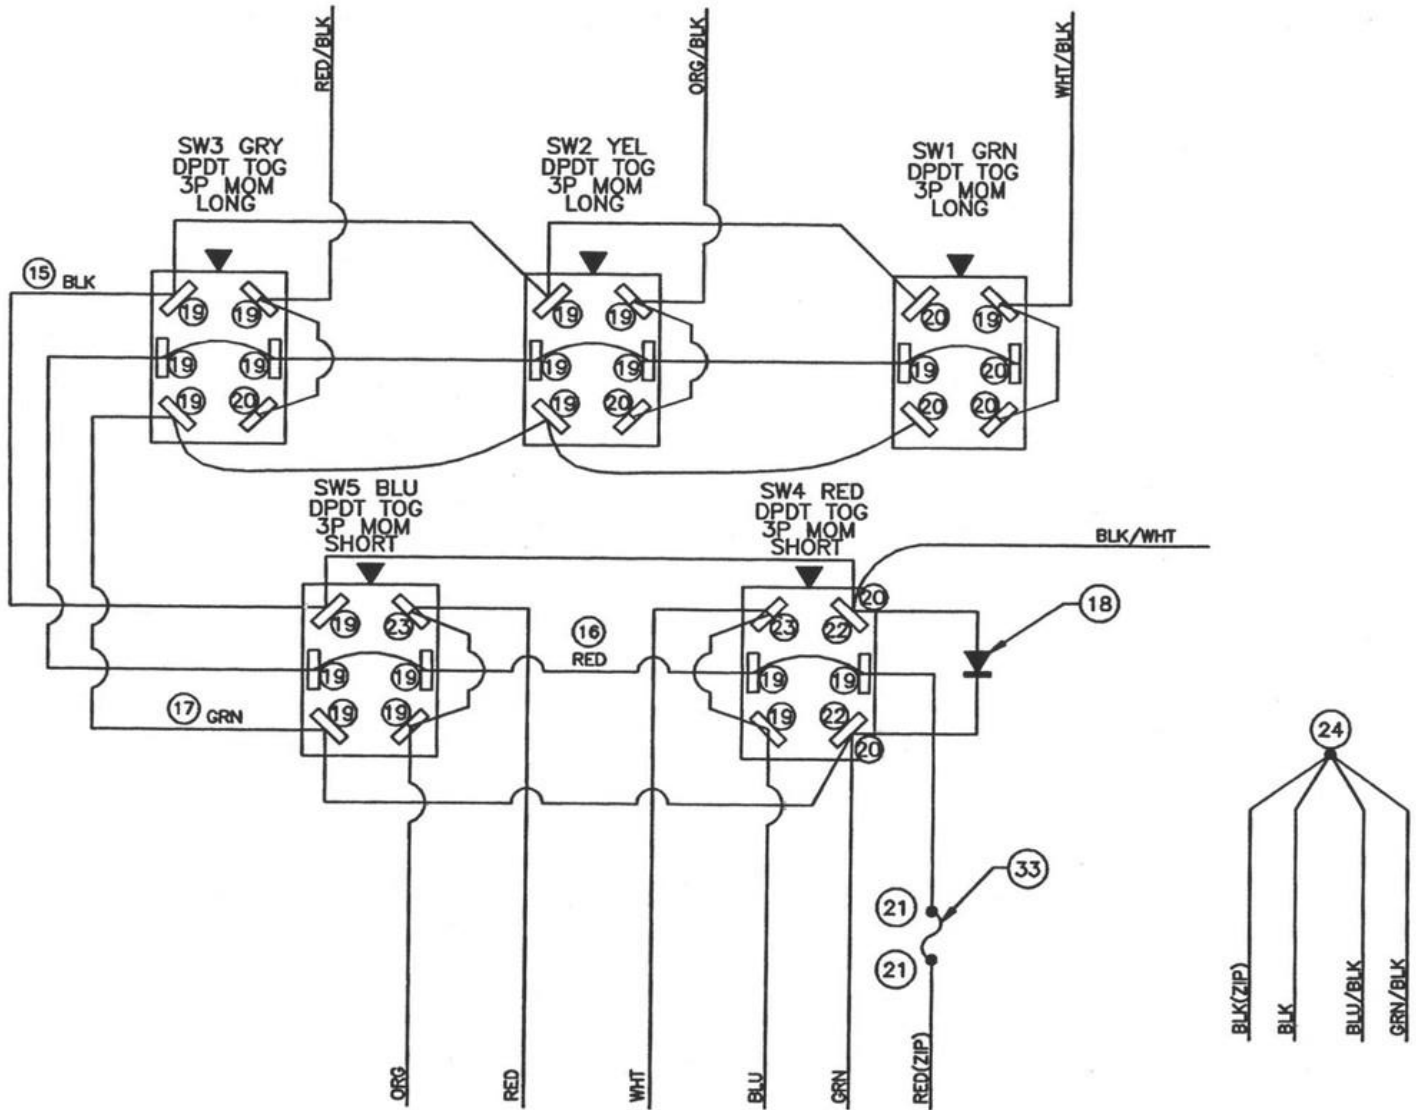 RED/BLK
ORG/BLK
WHT/BLK
SW3 GRY
DPDT TOG
3P MOM
LONG
SW2 YEL
DPDT TOG
3P MOM
LONG
SW1 GRN
DPDT TOG
3P MOM
LONG
15 BLK
19 19
19 19
19 20
19 19
19 19
19 20
20 19
19 20
20 20
SW5 BLU
DPDT TOG
3P MOM
SHORT
SW4 RED
DPDT TOG
3P MOM
SHORT
BLK/WHT
18
16
RED
17 GRN
19 23
19 19
19 19
20
23 22
19 19
19 22
20
24
33
21
21
ORG
RED
WHT
BLU
GRN
RED(ZIP)
BLK(ZIP)
BLK
BLU/BLK
GRN/BLK